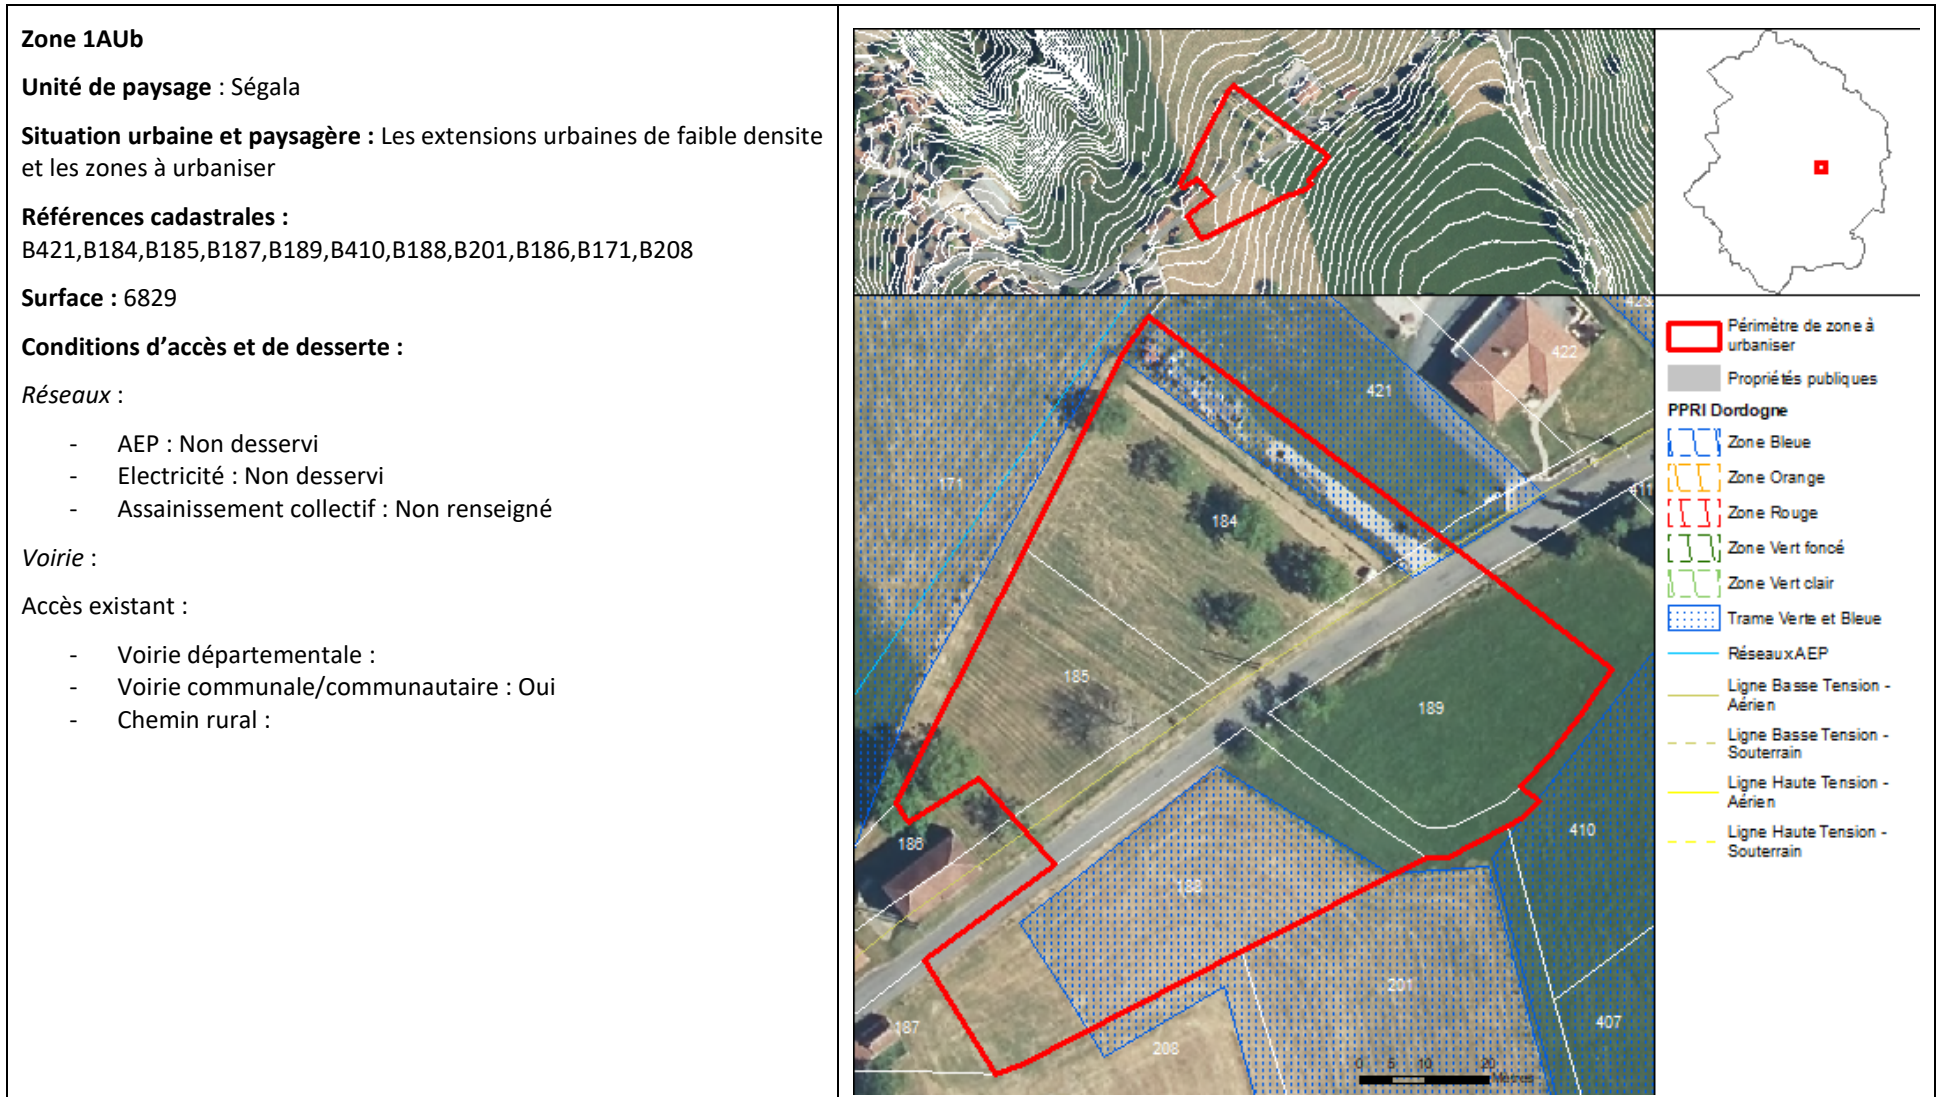 Zone 1AUb
Unité de paysage : Ségala
Situation urbaine et paysagère : Les extensions urbaines de faible densite
et les zones à urbaniser
Références cadastrales :
B421,B184,B185,B187,B189,B410,B188,B201,B186,B171,B208
Surface : 6829
Conditions d’accès et de desserte :
Réseaux :
- AEP : Non desservi
- Electricité : Non desservi
- Assainissement collectif : Non renseigné
Voirie :
Accès existant :
- Voirie départementale :
- Voirie communale/communautaire : Oui
- Chemin rural :
423
422
421
411
171
184
185
189
186
410
188
201
187
208
407
0 5 10 20
Mètres
Périmètre de zone à
urbaniser
Propriétés publiques
PPRI Dordogne
Zone Bleue
Zone Orange
Zone Rouge
Zone Vert foncé
Zone Vert clair
Trame Verte et Bleue
Réseaux AEP
Ligne Basse Tension -
Aérien
Ligne Basse Tension -
Souterrain
Ligne Haute Tension -
Aérien
Ligne Haute Tension -
Souterrain